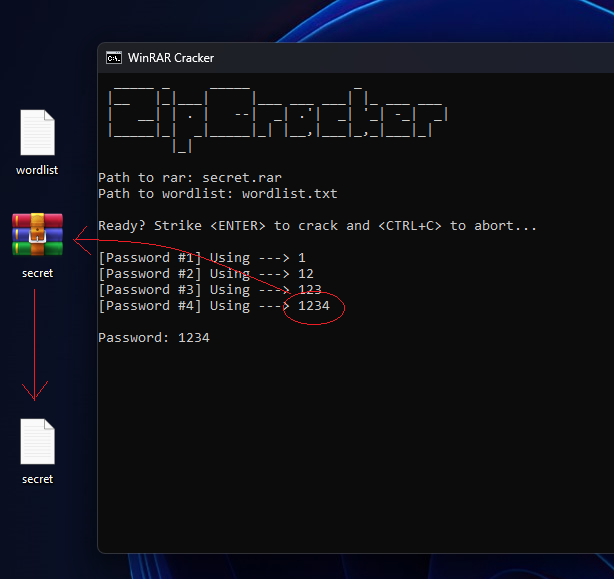 WinRAR Cracker
ZipCracker
Path to rar: secret.rar
Path to wordlist: wordlist.txt
Ready? Strike <ENTER> to crack and <CTRL+C> to abort...
[Password #1] Using ---> 1
[Password #2] Using ---> 12
[Password #3] Using ---> 123
[Password #4] Using ---> 1234
Password: 1234
wordlist
secret
secret